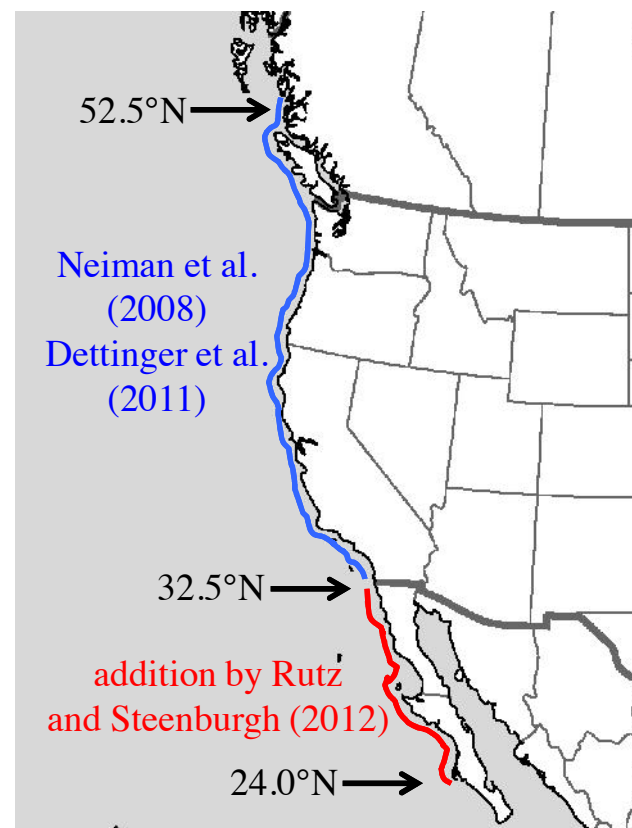 52.5°N
Neiman et al.
(2008)
Dettinger et al.
(2011)
32.5°N
addition by Rutz
and Steenburgh (2012)
24.0°N